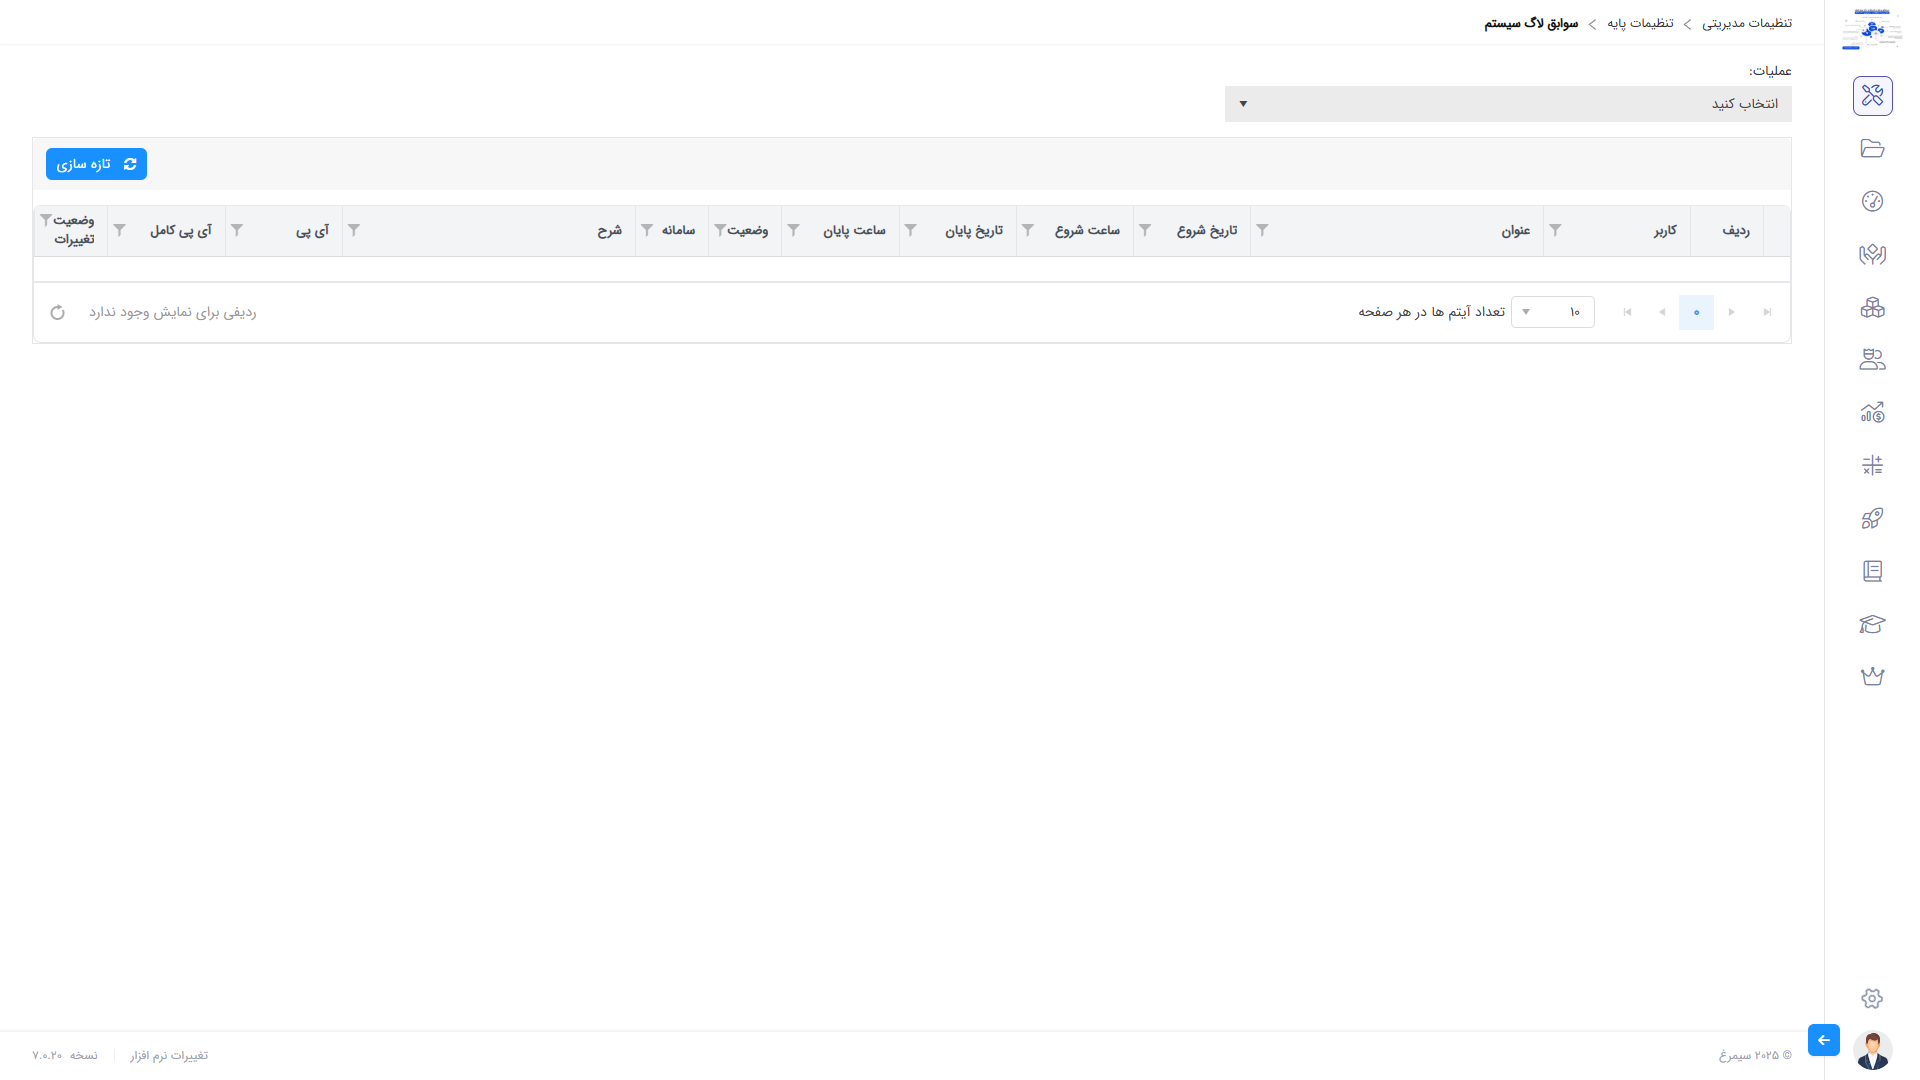 تنظیمات مدیریتی > تنظیمات پایه > سوابق لاگ سیستم
عملیات:
انتخاب کنید
تازه سازی
ردیف کاربر عنوان تاریخ شروع ساعت شروع تاریخ پایان ساعت پایان وضعیت سامانه شرح آی پی آی پی کامل وضعیت تغییرات
۰ ۱۰ تعداد آیتم ها در هر صفحه ردیفی برای نمایش وجود ندارد
© ۲۰۲۵ سیمرغ تغییرات نرم افزار نسخه ۷.۰.۲۰